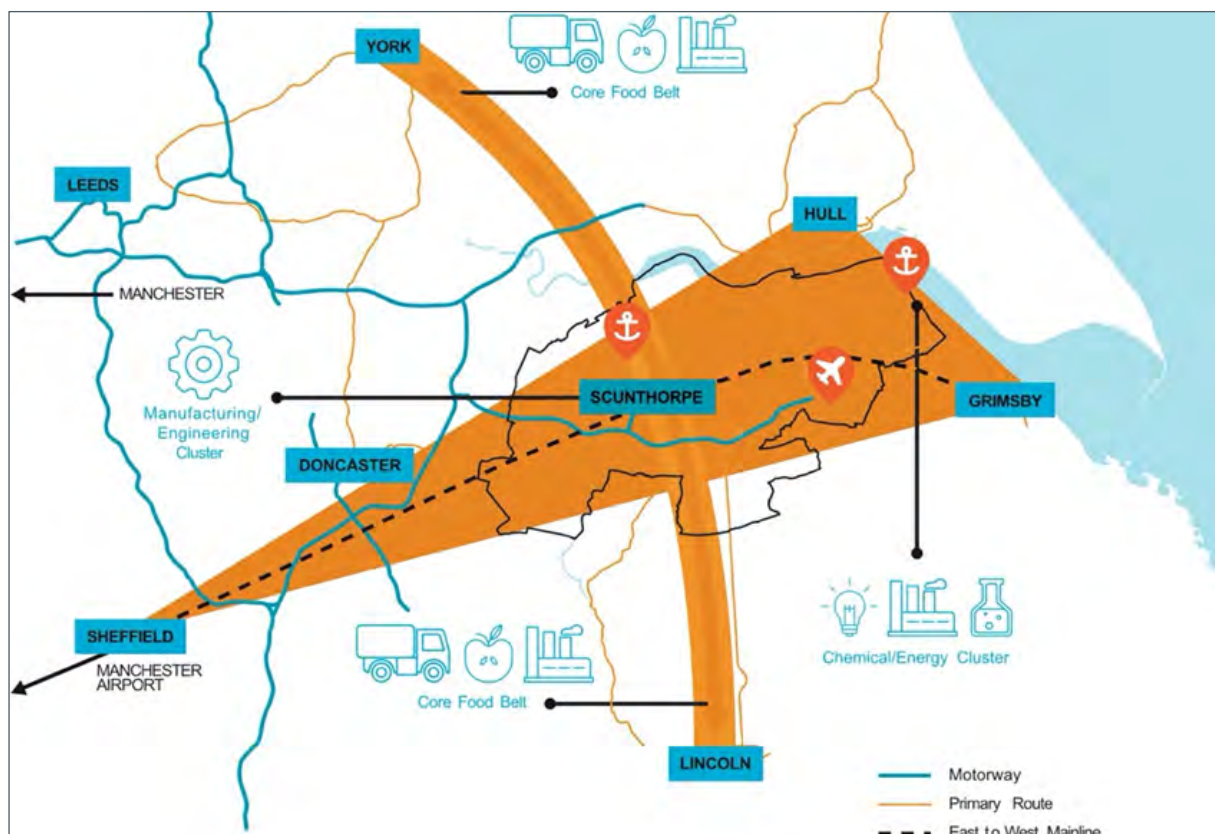 YORK
Core Food Belt
LEEDS
HULL
MANCHESTER
SCUNTHORPE
GRIMSBY
Manufacturing/
Engineering
Cluster
DONCASTER
SHEFFIELD
MANCHESTER
AIRPORT
Chemical/Energy Cluster
Core Food Belt
LINCOLN
Motorway
Primary Route
East to West Mainline